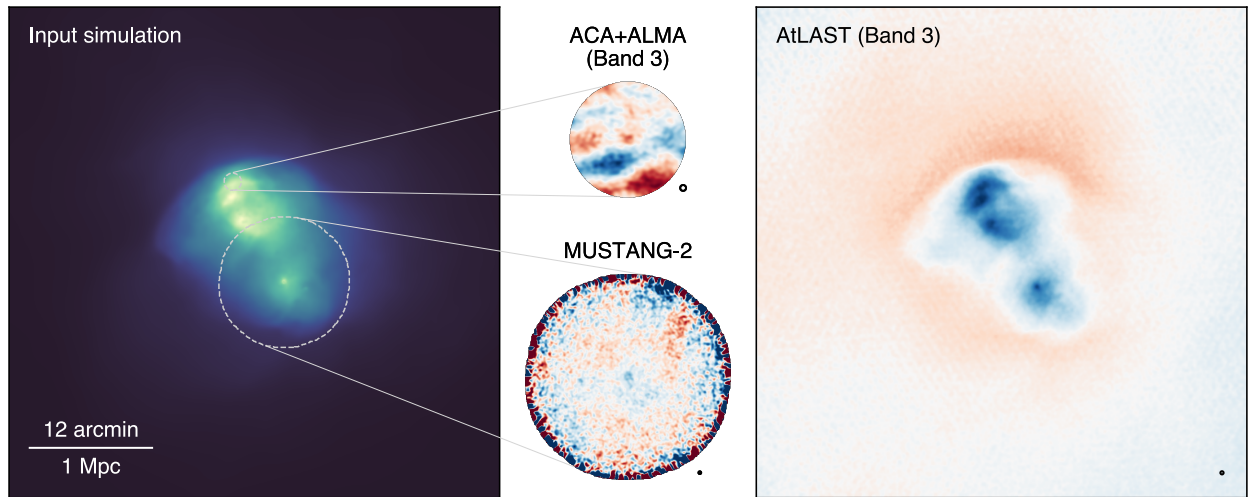 Input simulation
12 arcmin
1 Mpc
ACA+ALMA
(Band 3)
MUSTANG-2
AtLAST (Band 3)